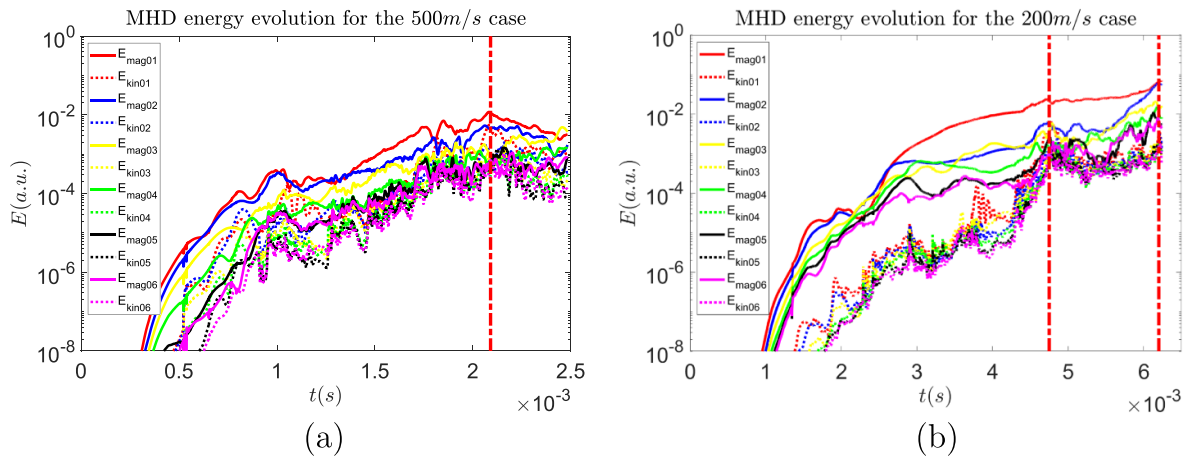 MHD energy evolution for the 500m/s case
10^0
10^-2
10^-4
10^-6
10^-8
E(a.u.)
E_mag01
E_kin01
E_mag02
E_kin02
E_mag03
E_kin03
E_mag04
E_kin04
E_mag05
E_kin05
E_mag06
E_kin06
0 0.5 1 1.5 2 2.5
t(s)
×10^-3
(a)
MHD energy evolution for the 200m/s case
10^0
10^-2
10^-4
10^-6
10^-8
E(a.u.)
E_mag01
E_kin01
E_mag02
E_kin02
E_mag03
E_kin03
E_mag04
E_kin04
E_mag05
E_kin05
E_mag06
E_kin06
0 1 2 3 4 5 6
t(s)
×10^-3
(b)